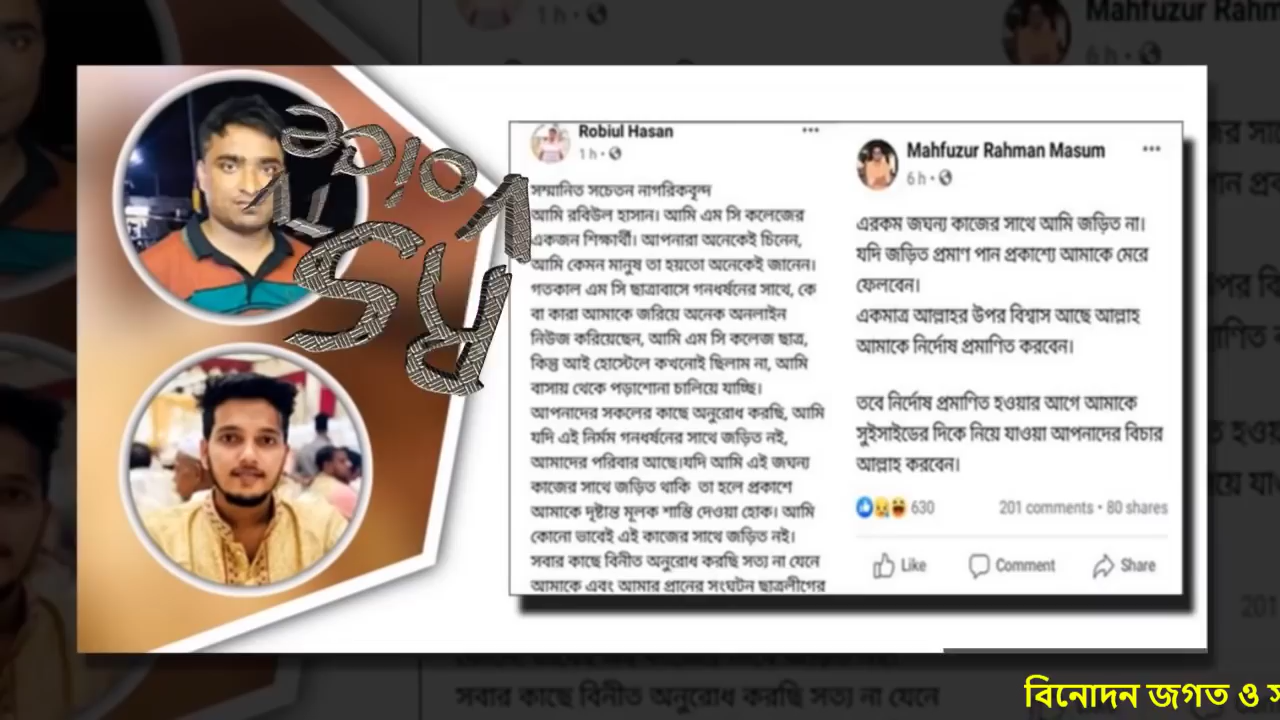 RS
Voice
TV
Robiul Hasan
1 h
সম্মানিত সচেতন নাগরিকবৃন্দ
আমি রবিউল হাসান। আমি এম সি কলেজের
একজন শিক্ষার্থী। আপনারা অনেকেই চিনেন,
আমি কেমন মানুষ তা হয়তো অনেকেই জানেন।
গতকাল এম সি ছাত্রাবাসে গনধর্ষনের সাথে, কে
বা কারা আমাকে জরিয়ে অনেক অনলাইন
নিউজ করিয়েছেন, আমি এম সি কলেজ ছাত্র,
কিন্তু আই হোস্টেলে কখনোই ছিলাম না, আমি
বাসায় থেকে পড়াশোনা চালিয়ে যাচ্ছি।
আপনাদের সকলের কাছে অনুরোধ করছি, আমি
যদি এই নির্মম গনধর্ষনের সাথে জড়িত নই,
আমাদের পরিবার আছে।যদি আমি এই জঘন্য
কাজের সাথে জড়িত থাকি তা হলে প্রকাশে
আমাকে দৃষ্টান্ত মূলক শাস্তি দেওয়া হোক। আমি
কোনো ভাবেই এই কাজের সাথে জড়িত নই।
সবার কাছে বিনীত অনুরোধ করছি সত্য না যেনে
আমাকে এবং আমার প্রানের সংঘটন ছাত্রলীগের
Mahfuzur Rahman Masum
6 h
এরকম জঘন্য কাজের সাথে আমি জড়িত না।
যদি জড়িত প্রমাণ পান প্রকাশ্যে আমাকে মেরে
ফেলবেন।
একমাত্র আল্লাহর উপর বিশ্বাস আছে আল্লাহ
আমাকে নির্দোষ প্রমাণিত করবেন।
তবে নির্দোষ প্রমাণিত হওয়ার আগে আমাকে
সুইসাইডের দিকে নিয়ে যাওয়া আপনাদের বিচার
আল্লাহ করবেন।
630 201 comments • 80 shares
Like Comment Share
সবার কাছে বিনীত অনুরোধ করছি সত্য না যেনে
বিনোদন জগত ও